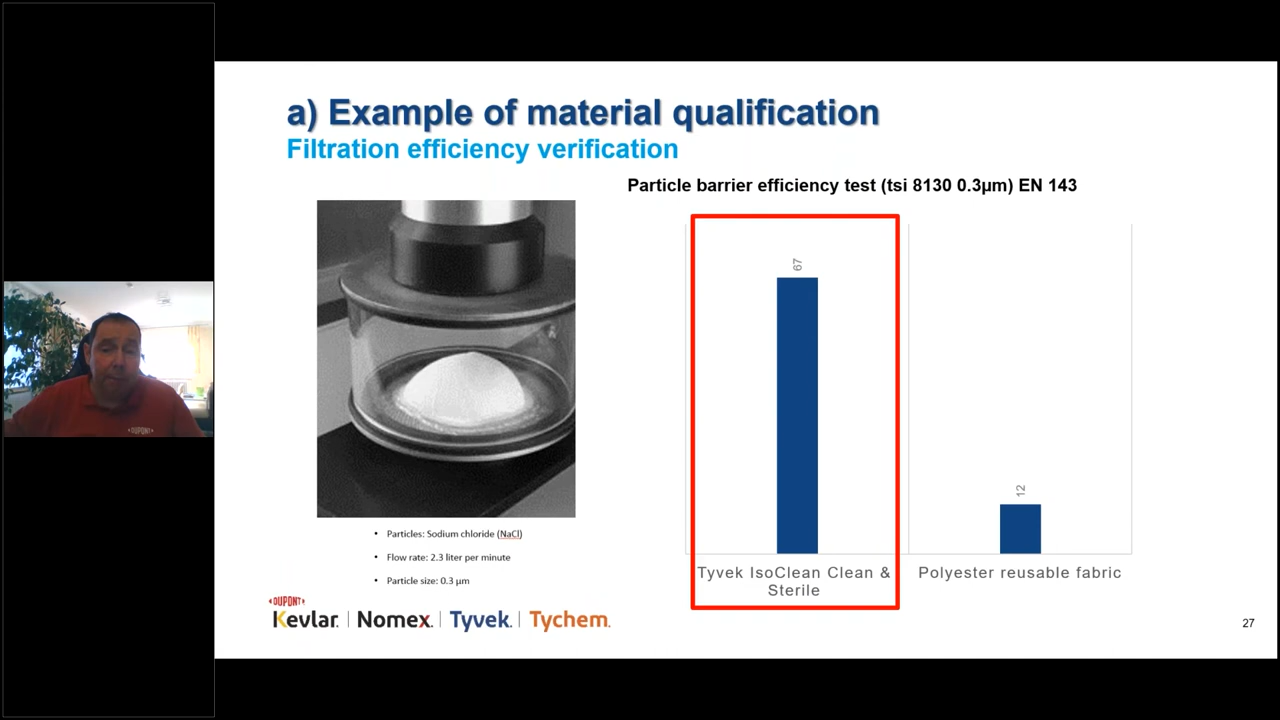 a) Example of material qualification
Filtration efficiency verification
Particle barrier efficiency test (tsi 8130 0.3µm) EN 143
67
12
Tyvek IsoClean Clean &
Sterile
Polyester reusable fabric
• Particles: Sodium chloride (NaCl)
• Flow rate: 2.3 liter per minute
• Particle size: 0.3 µm
DUPONT
Kevlar. | Nomex. | Tyvek. | Tychem.
27
DUPONT